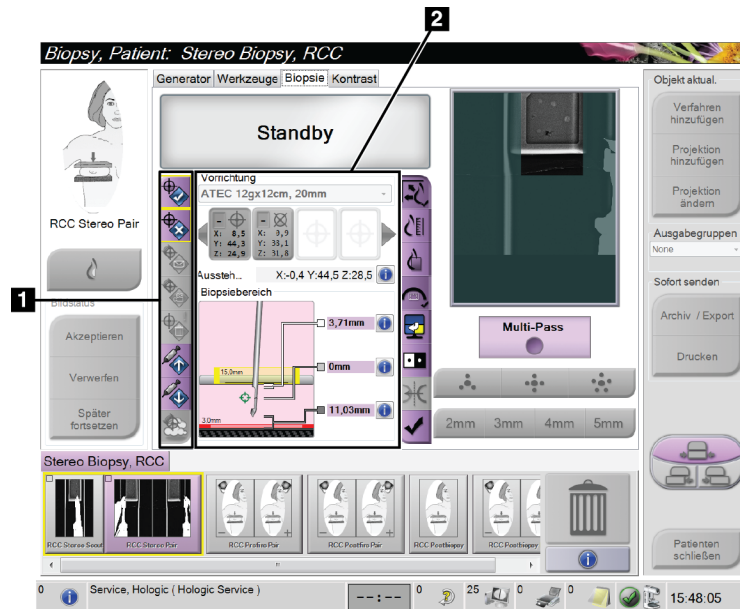 2
Biopsy, Patient: Stereo Biopsy, RCC
Generator Werkzeuge Biopsie Kontrast
Standby
Vorrichtung
ATEC 12gx12cm, 20mm
X: 8,5
Y: 44,3
Z: 24,9
X: 0,9
Y: 38,1
Z: 31,8
Aussteh... X:-0,4 Y:44,5 Z:28,5
Biopsiebereich
3,71mm
15,0mm
0mm
11,03mm
3,0mm
RCC Stereo Pair
1
Bildstatus
Akzeptieren
Verwerfen
Später
fortsetzen
Multi-Pass
2mm 3mm 4mm 5mm
Objekt aktual.
Verfahren
hinzufügen
Projektion
hinzufügen
Projektion
ändern
Ausgabegruppen
None
Sofort senden
Archiv / Export
Drucken
Patienten
schließen
Stereo Biopsy, RCC
RCC Stereo Scout
RCC Stereo Pair
RCC Prefire Pair
RCC Postfire Pair
RCC Postbiopsy
RCC Postbiopsy
0 Service, Hologic ( Hologic Service ) --:-- 0 25 0 0 15:48:05